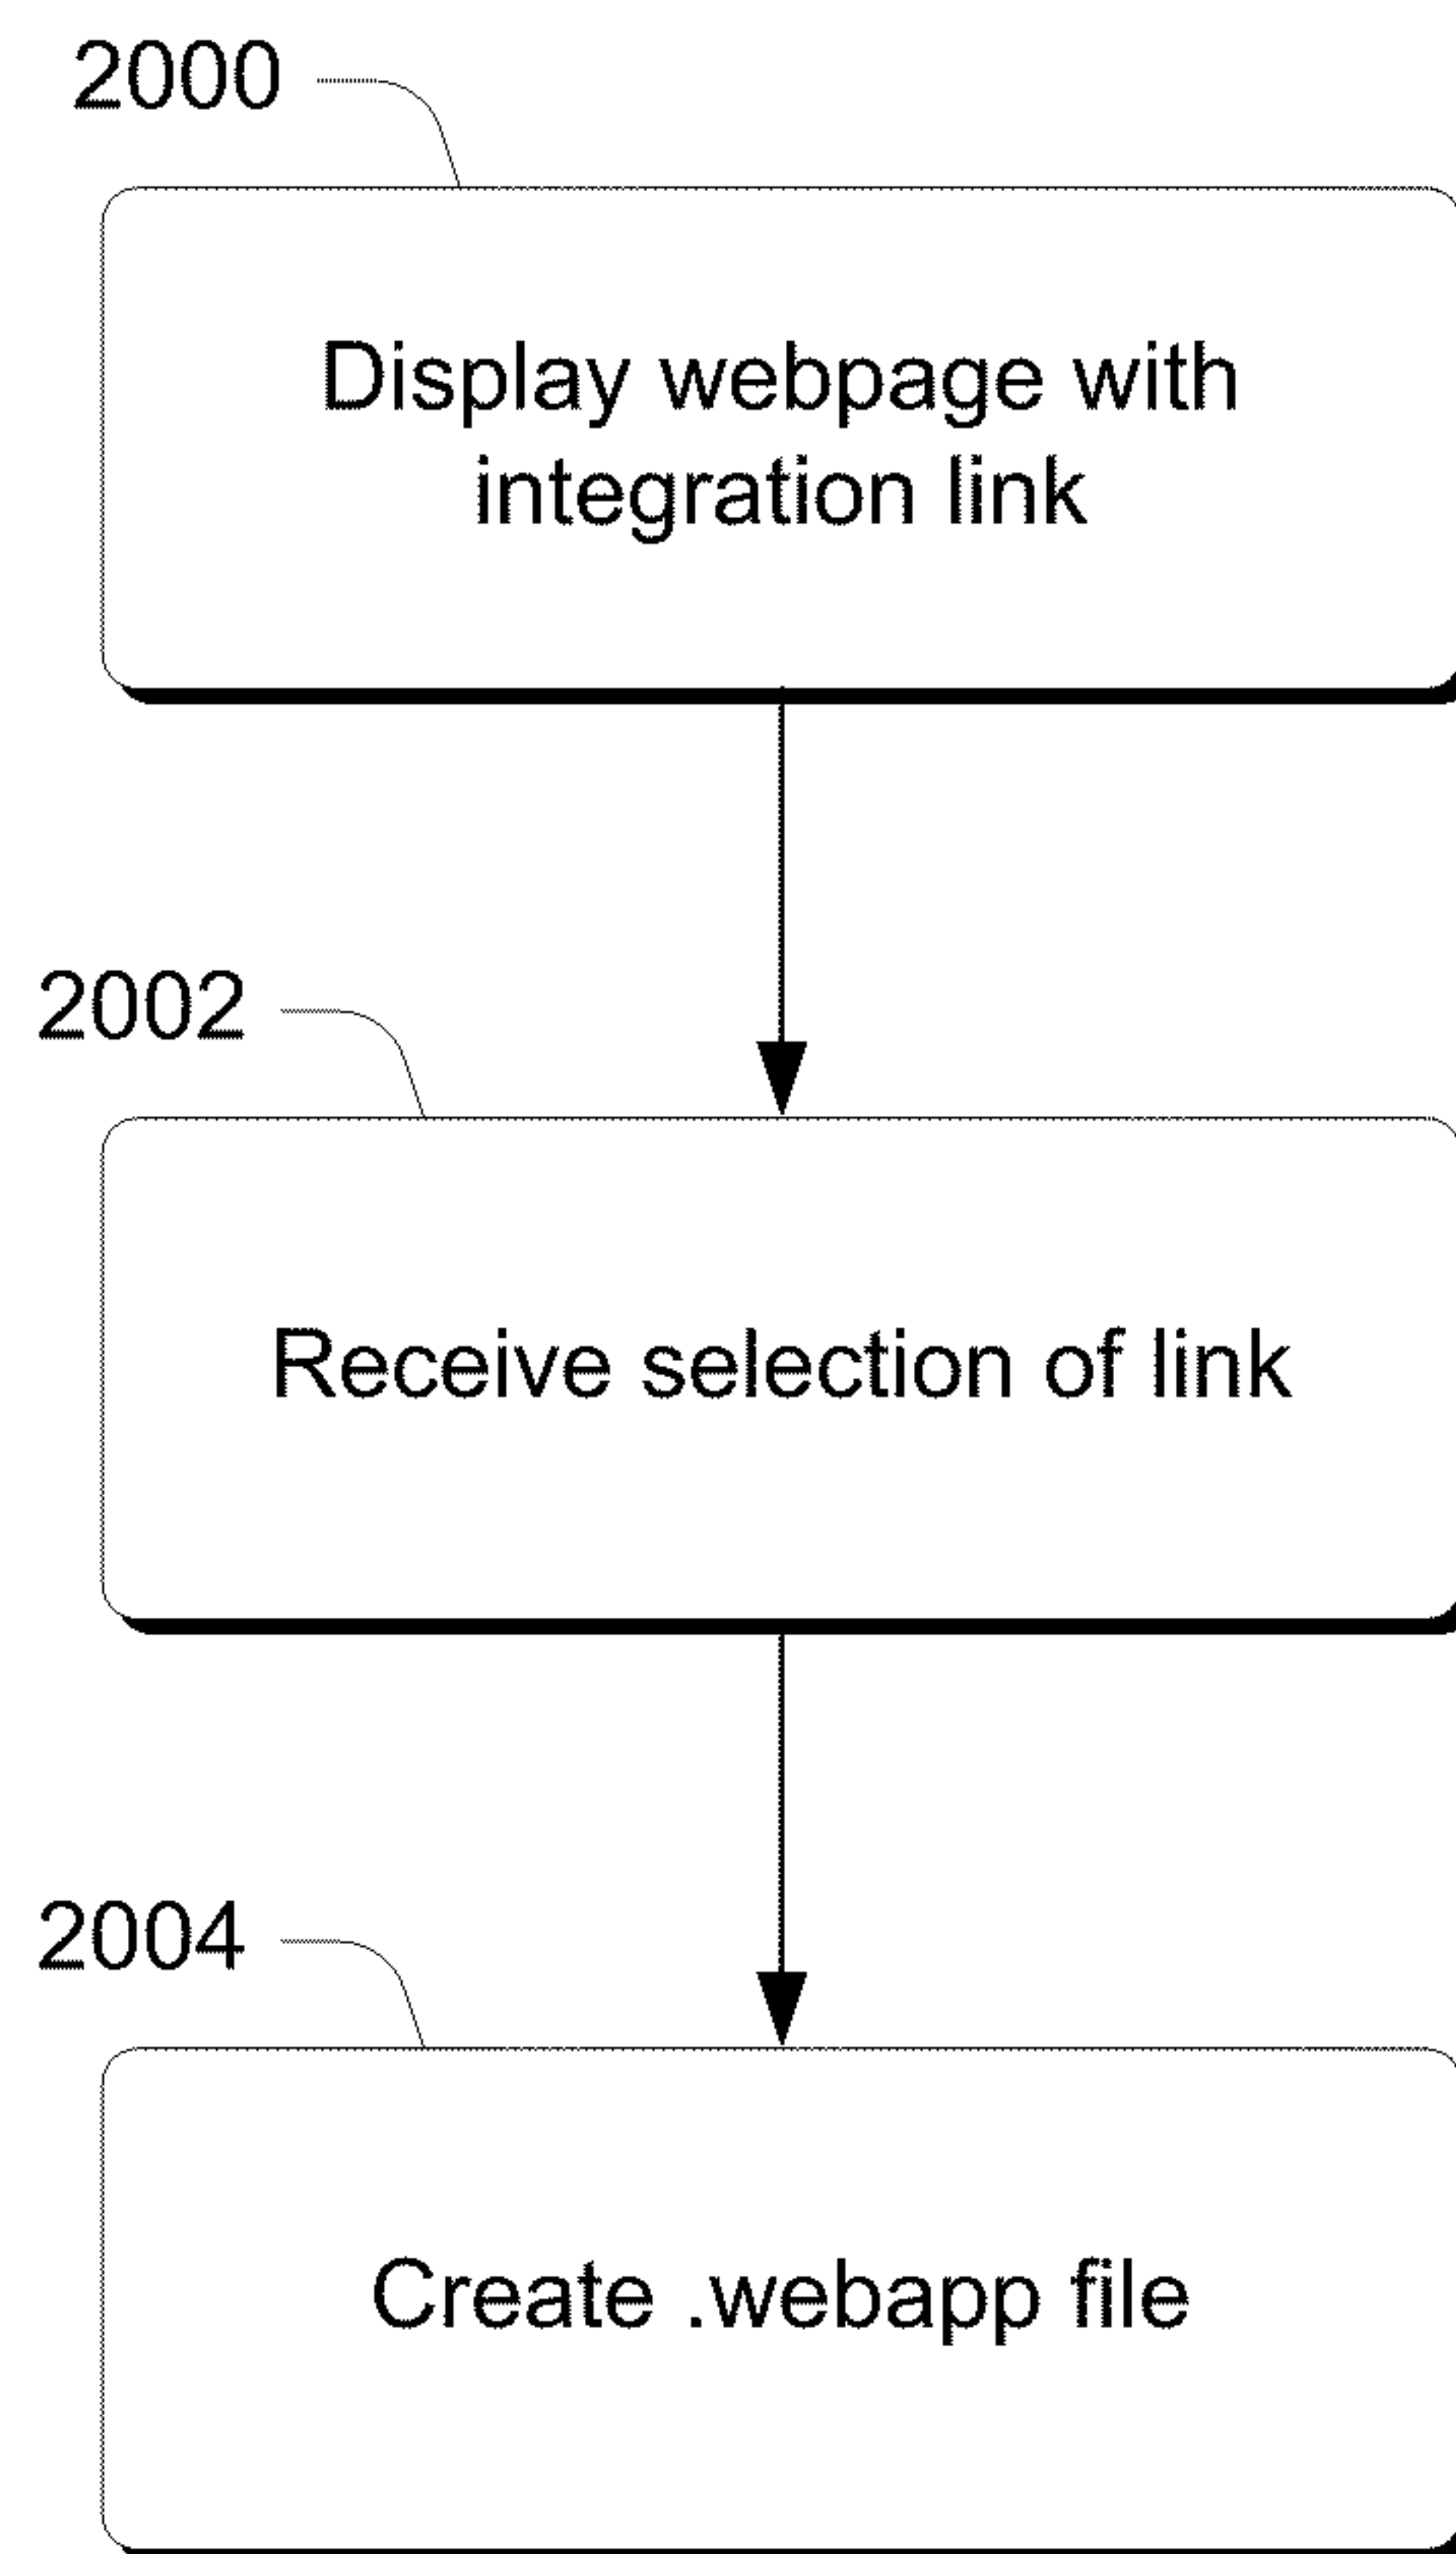 2000
Display webpage with
integration link
2002
Receive selection of link
2004
Create .webapp file